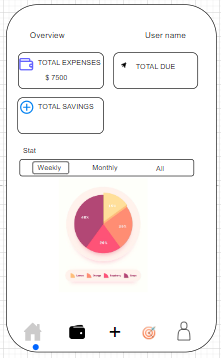 Overview
User name
TOTAL EXPENSES
$ 7500
TOTAL DUE
TOTAL SAVINGS
Stat
Weekly
Monthly
All